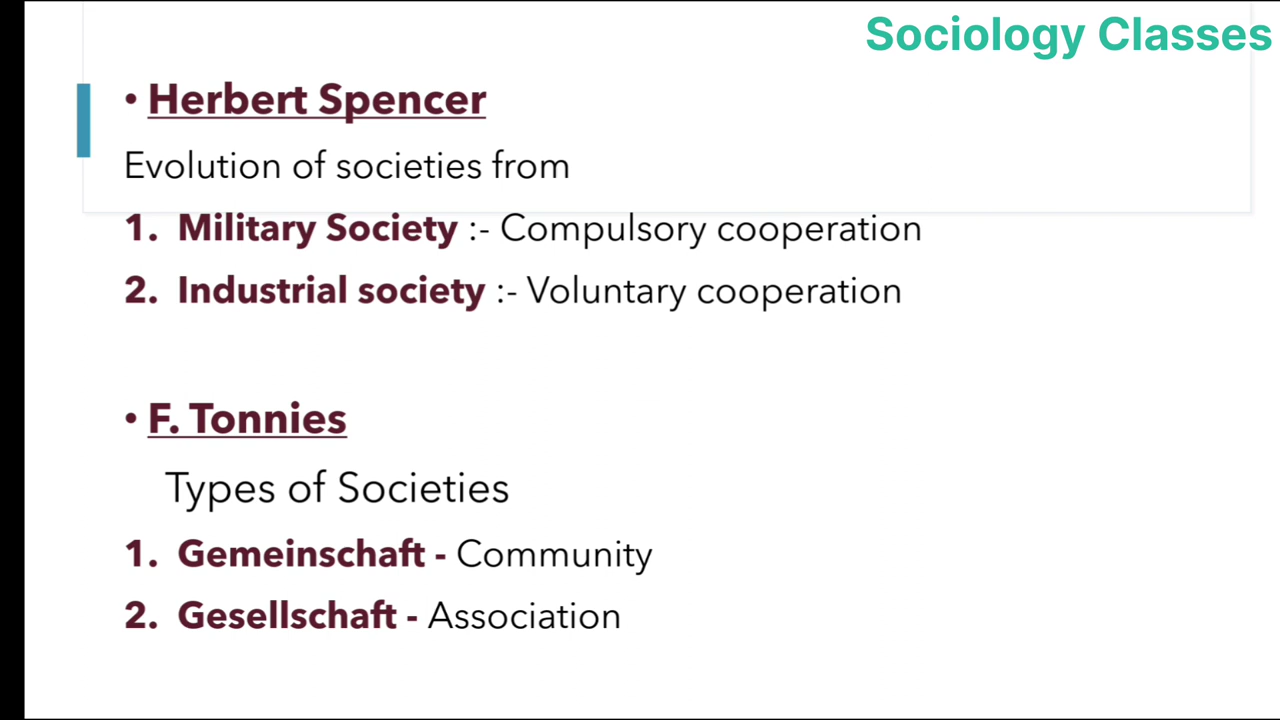 Sociology Classes
• Herbert Spencer
Evolution of societies from
1. Military Society :- Compulsory cooperation
2. Industrial society :- Voluntary cooperation
• F. Tonnies
Types of Societies
1. Gemeinschaft - Community
2. Gesellschaft - Association